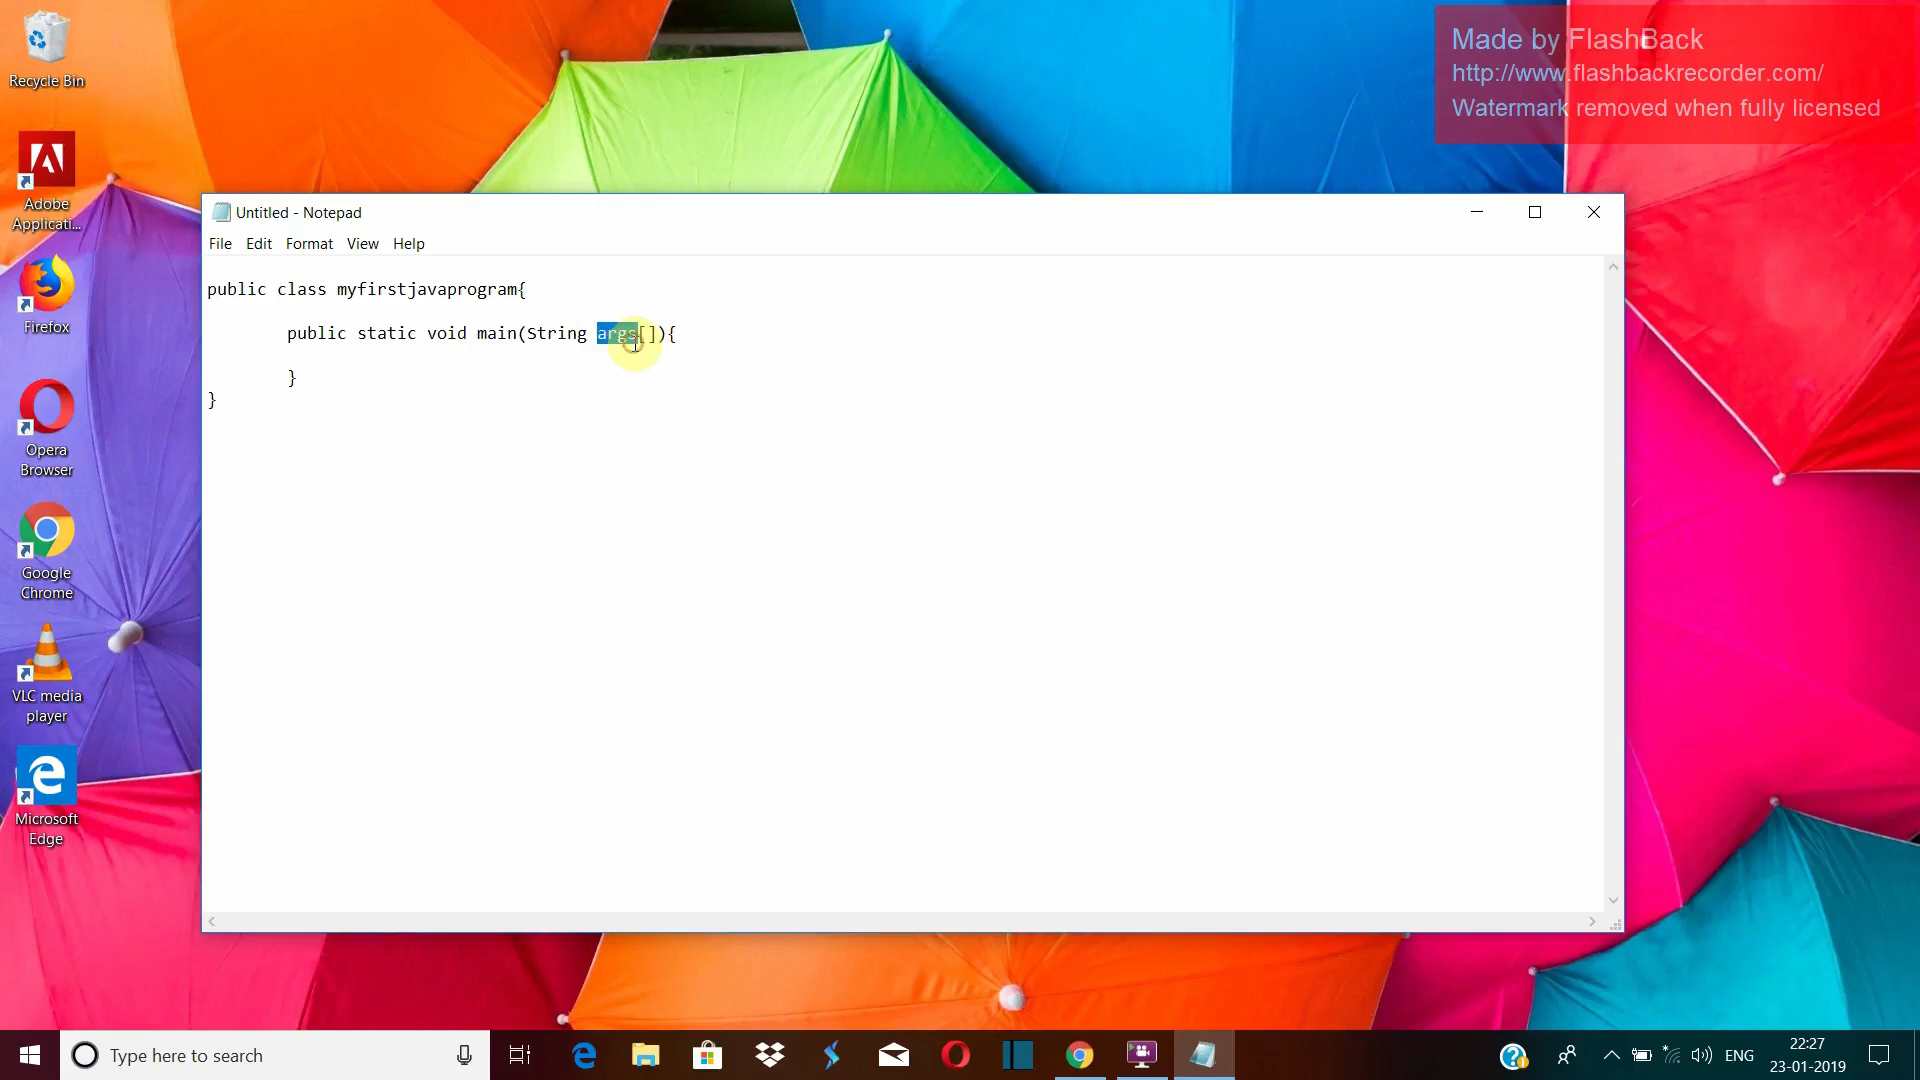 Recycle Bin
Made by FlashBack
http://www.flashbackrecorder.com/
Watermark removed when fully licensed
Adobe
Applicati...
Untitled - Notepad
File Edit Format View Help
public class myfirstjavaprogram{
public static void main(String args[]){
}
}
Firefox
Opera
Browser
Google
Chrome
VLC media
player
Microsoft
Edge
Type here to search
ENG
22:27
23-01-2019